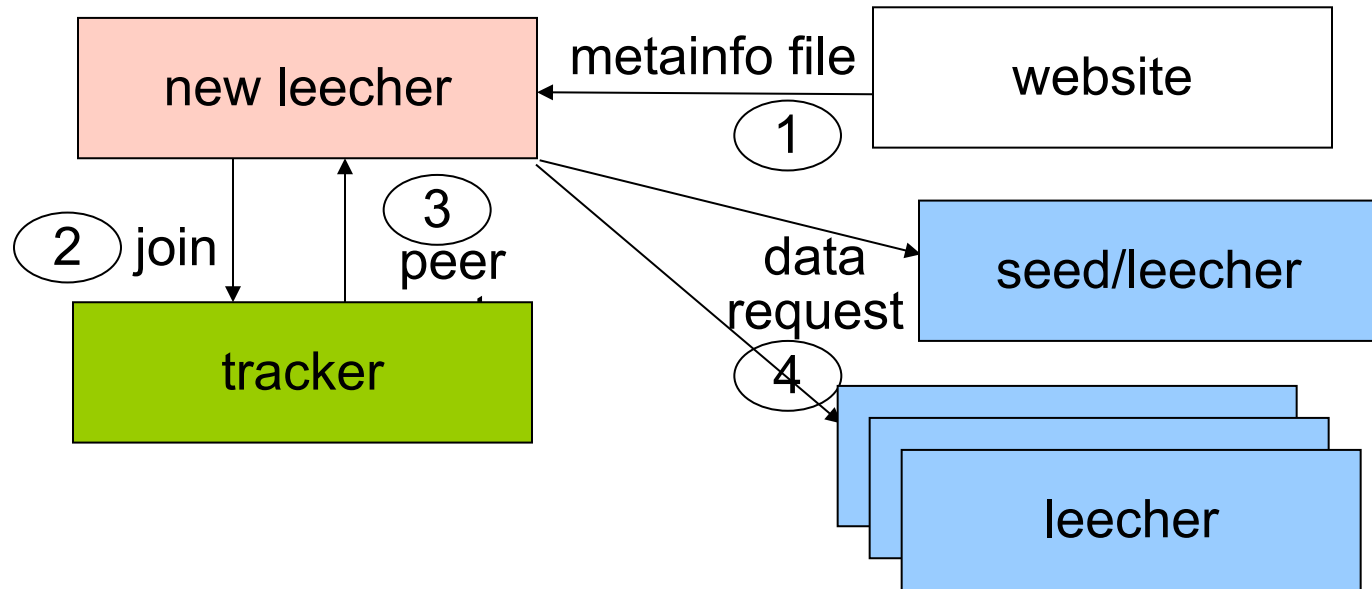 new leecher
metainfo file
website
1
2
join
3
peer
data
request
seed/leecher
tracker
4
leecher